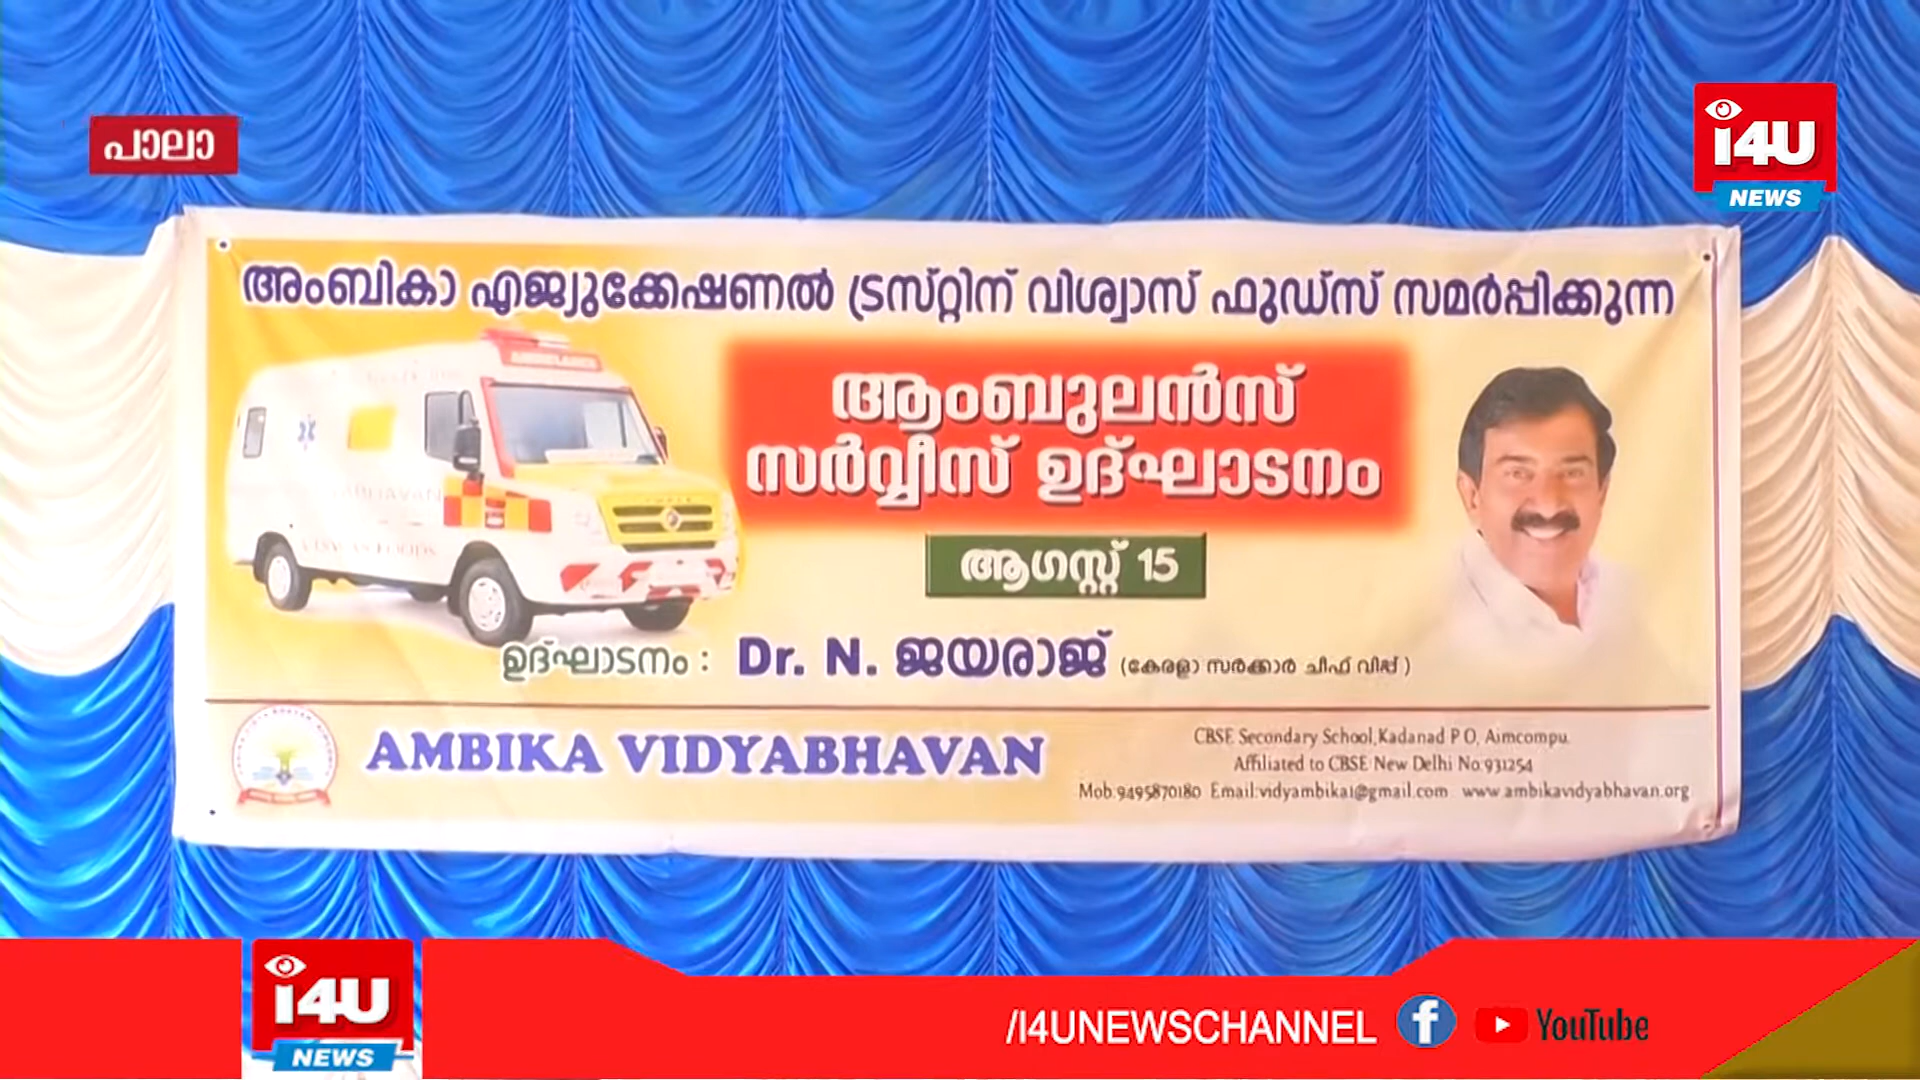 പാലാ
i4U
NEWS
അംബികാ എജ്യുക്കേഷണൽ ട്രസ്റ്റിന് വിശ്വാസ് ഫുഡ്സ് സമർപ്പിക്കുന്ന
ആംബുലൻസ്
സർവ്വീസ് ഉദ്ഘാടനം
ആഗസ്റ്റ് 15
ഉദ്ഘാടനം : Dr. N. ജയരാജ് (കേരളാ സർക്കാർ ചീഫ് വിപ്പ് )
AMBIKA VIDYABHAVAN
CBSE Secondary School,Kadanad P O, Aimcompu
Affiliated to CBSE New Delhi No:931254
Mob:9495870180 Email:vidyambika1@gmail.com www.ambikavidyabhavan.org
i4U
NEWS
/I4UNEWSCHANNEL
YouTube